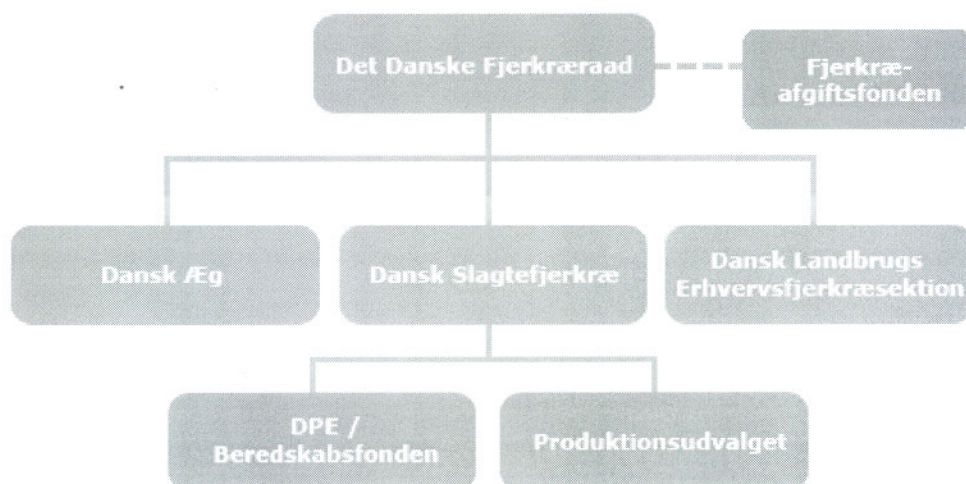 Det Danske Fjerkræraad
Fjerkræ-
afgiftsfonden
Dansk Æg
Dansk Slagtefjerkræ
Dansk Landbrugs
Erhvervsfjerkræsektion
DPE /
Beredskabsfonden
Produktionsudvalget